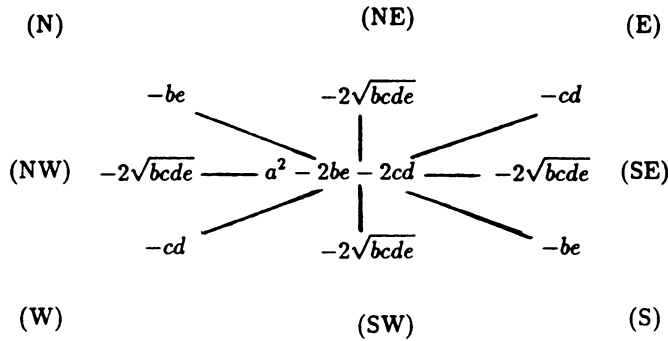 (N) (NE) (E)
−be −2√bcde −cd
(NW) −2√bcde a² − 2be − 2cd −2√bcde (SE)
−cd −2√bcde −be
(W) (SW) (S)